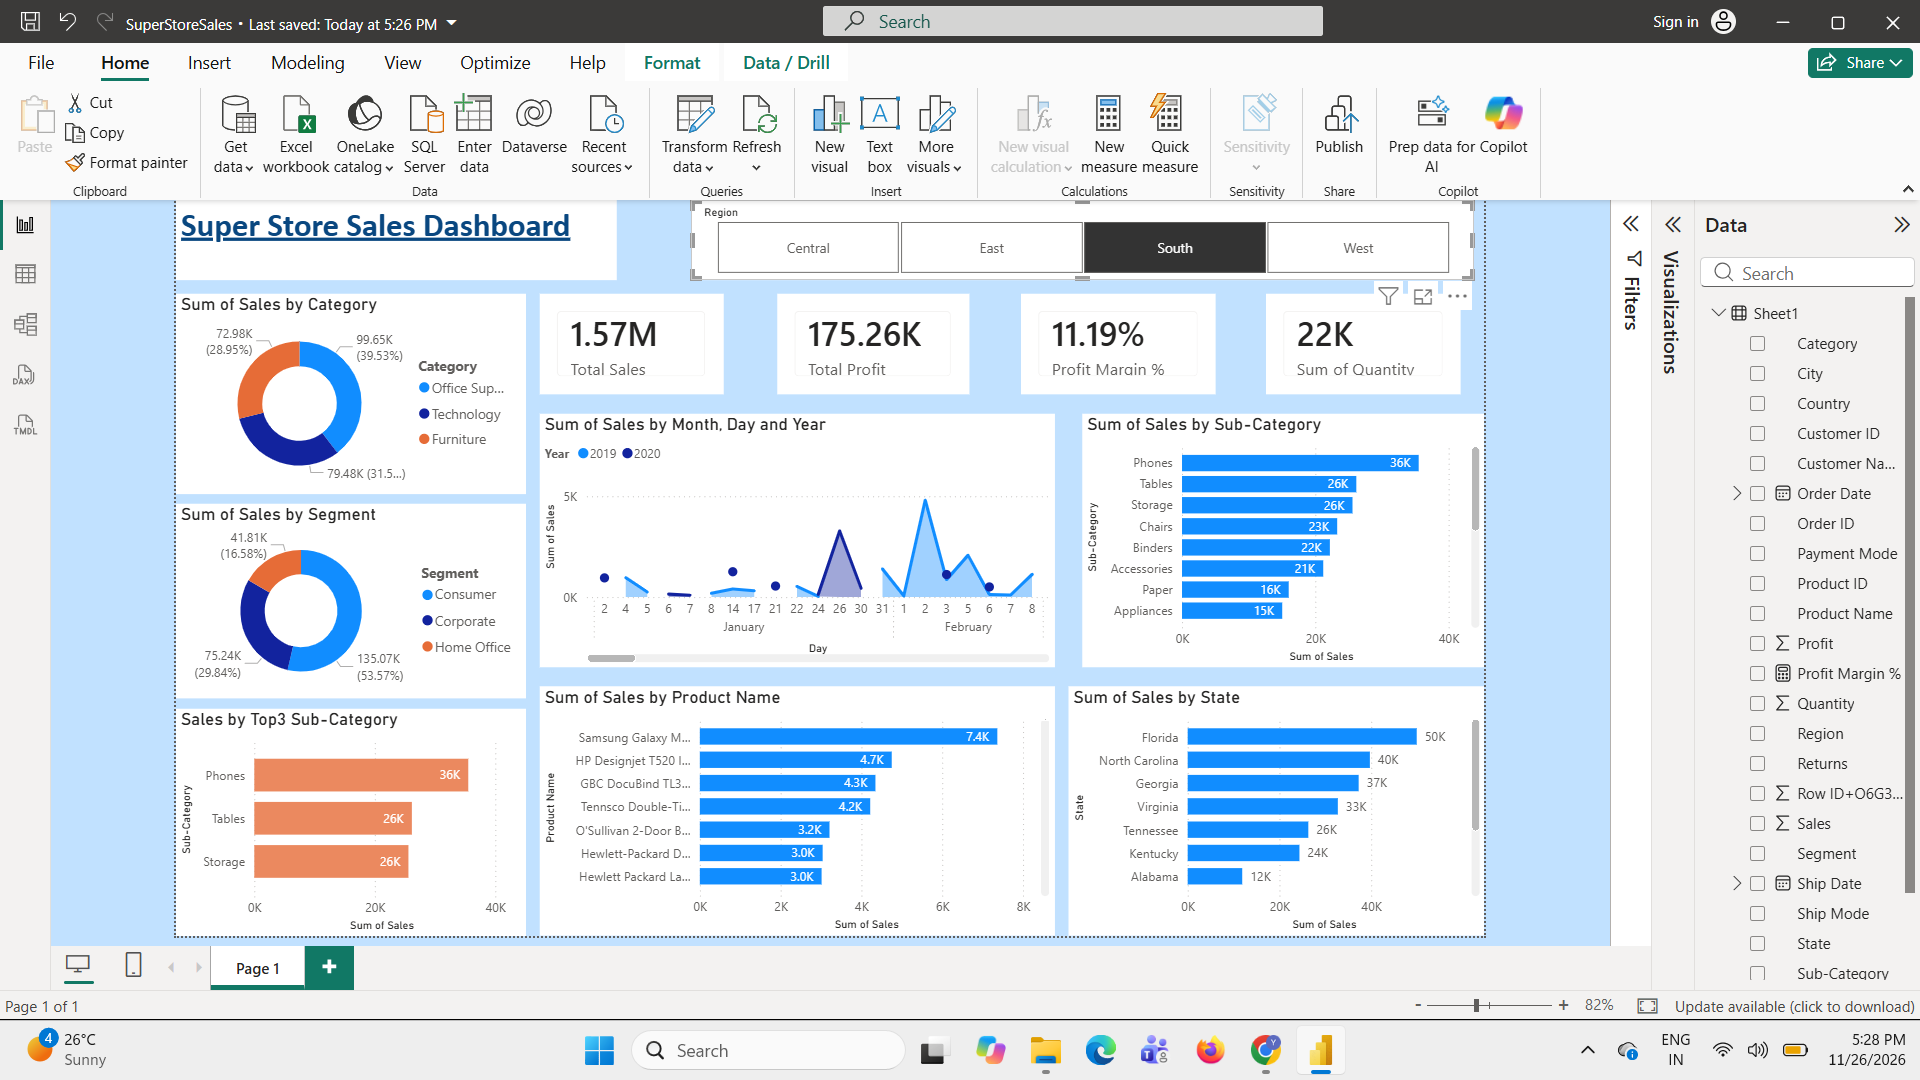 SuperStoreSales • Last saved: Today at 5:26 PM
Search
Sign in
File Home Insert Modeling View Optimize Help Format Data / Drill
Share
Paste
Cut
Copy
Format painter
Clipboard
Get data
Excel workbook
OneLake catalog
SQL Server
Enter data
Dataverse
Recent sources
Data
Transform data
Refresh
Queries
New visual
Text box
More visuals
Insert
New visual calculation
New measure
Quick measure
Calculations
Sensitivity
Sensitivity
Publish
Share
Prep data for AI
Copilot
Copilot
Super Store Sales Dashboard
Region
Central East South West
Sum of Sales by Category
72.98K (28.95%)
99.65K (39.53%)
79.48K (31.5...)
Category
Office Sup...
Technology
Furniture
1.57M
Total Sales
175.26K
Total Profit
11.19%
Profit Margin %
22K
Sum of Quantity
Sum of Sales by Segment
41.81K (16.58%)
75.24K (29.84%)
135.07K (53.57%)
Segment
Consumer
Corporate
Home Office
Sum of Sales by Month, Day and Year
Year 2019 2020
Sum of Sales
5K
0K
2 4 5 6 7 8 14 17 21 22 24 26 30 31 1 2 3 5 6 7 8
January February
Day
Sum of Sales by Sub-Category
Sub-Category
Phones 36K
Tables 26K
Storage 26K
Chairs 23K
Binders 22K
Accessories 21K
Paper 16K
Appliances 15K
0K 20K 40K
Sum of Sales
Sales by Top3 Sub-Category
Sub-Category
Phones 36K
Tables 26K
Storage 26K
0K 20K 40K
Sum of Sales
Sum of Sales by Product Name
Product Name
Samsung Galaxy M... 7.4K
HP Designjet T520 I... 4.7K
GBC DocuBind TL3... 4.3K
Tennsco Double-Ti... 4.2K
O'Sullivan 2-Door B... 3.2K
Hewlett-Packard D... 3.0K
Hewlett Packard La... 3.0K
0K 2K 4K 6K 8K
Sum of Sales
Sum of Sales by State
State
Florida 50K
North Carolina 40K
Georgia 37K
Virginia 33K
Tennessee 26K
Kentucky 24K
Alabama 12K
0K 20K 40K
Sum of Sales
Filters
Visualizations
Data
Search
Sheet1
Category
City
Country
Customer ID
Customer Na...
Order Date
Order ID
Payment Mode
Product ID
Product Name
Profit
Profit Margin %
Quantity
Region
Returns
Row ID+O6G3...
Sales
Segment
Ship Date
Ship Mode
State
Sub-Category
DAX
TMDL
Page 1
Page 1 of 1
- + 82%
Update available (click to download)
4
26°C
Sunny
Search
ENG
IN
5:28 PM
11/26/2026